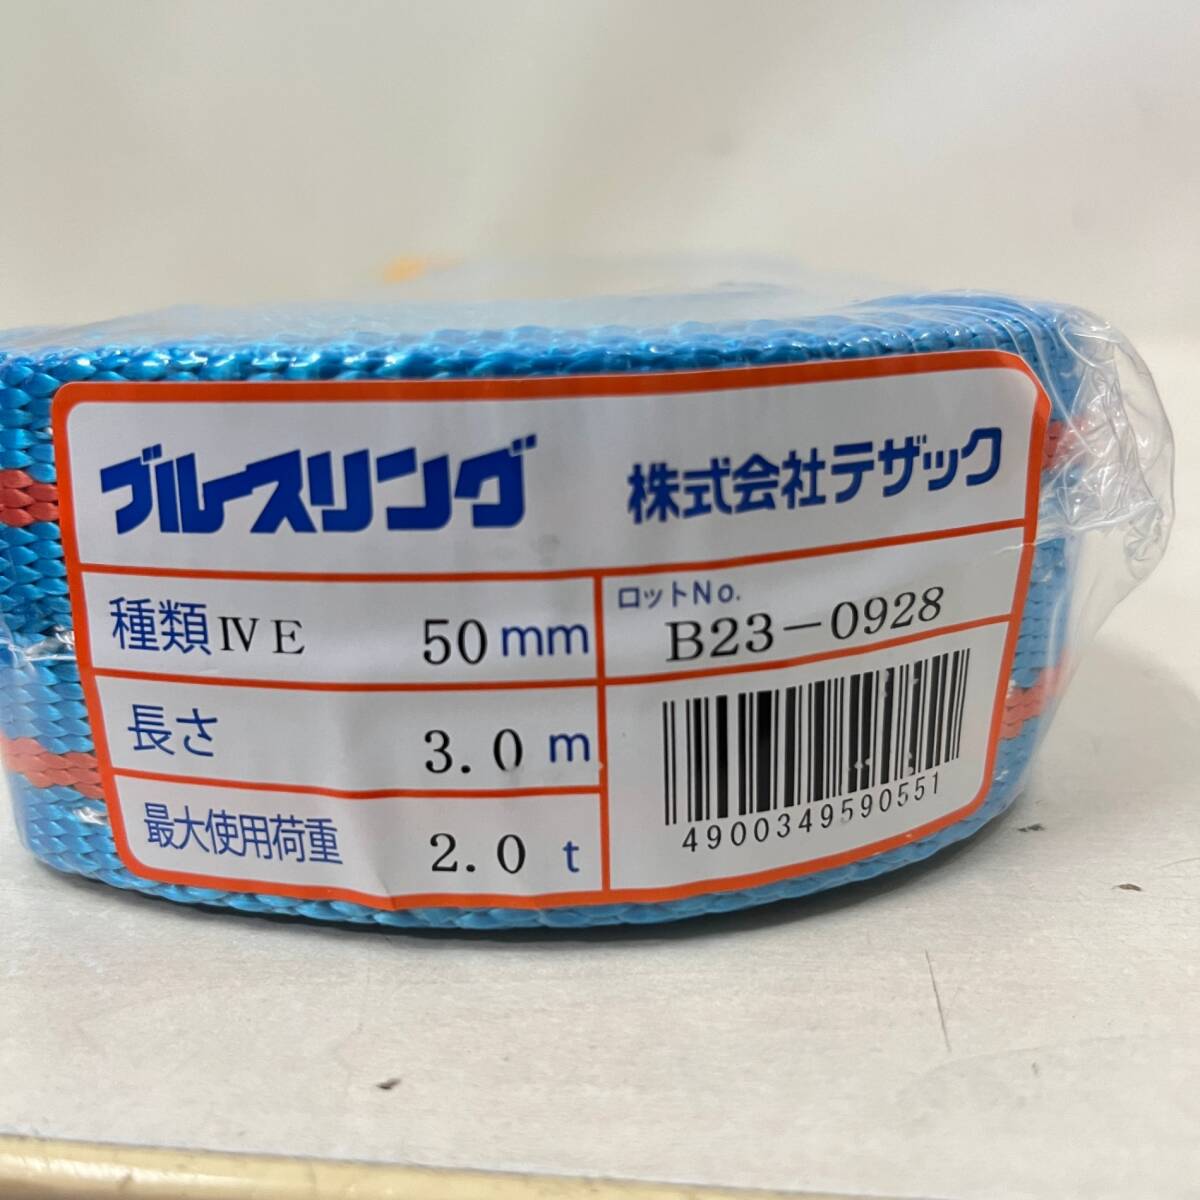 ブルースリング
株式会社テザック
種類ⅣE 50mm
ロットNo.
B23-0928
長さ 3.0m
最大使用荷重 2.0t
4900349590551